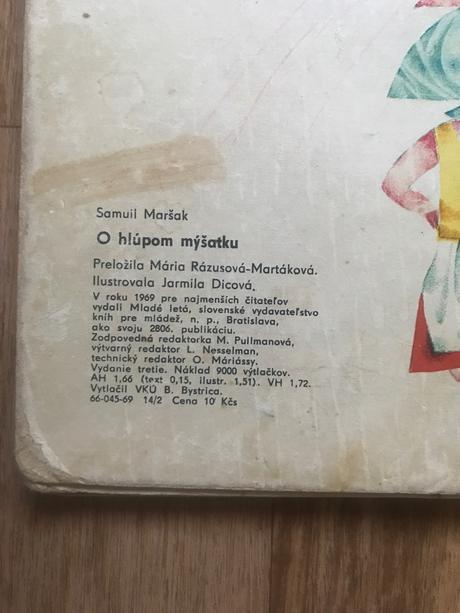 Samuil Maršak
O hlúpom mýšatku
Preložila Mária Rázusová-Martáková.
Ilustrovala Jarmila Dicová.
V roku 1969 pre najmenších čitateľov
vydali Mladé letá, slovenské vydavateľstvo
kníh pre mládež, n. p., Bratislava,
ako svoju 2806. publikáciu.
Zodpovedná redaktorka M. Pullmanová,
výtvarný redaktor L. Nesselman,
technický redaktor O. Máriássy.
Vydanie tretie. Náklad 9000 výtlačkov.
AH 1,66 (text 0,15, ilustr. 1,51). VH 1,72.
Vytlačil VKÚ B. Bystrica.
66-045-69 14/2 Cena 10 Kčs